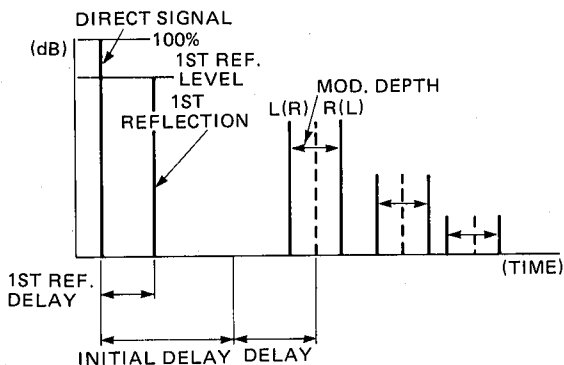 DIRECT SIGNAL
100%
(dB)
1ST REF.
LEVEL
MOD. DEPTH
1ST
REFLECTION
L(R)
R(L)
(TIME)
1ST REF.
DELAY
INITIAL DELAY
DELAY